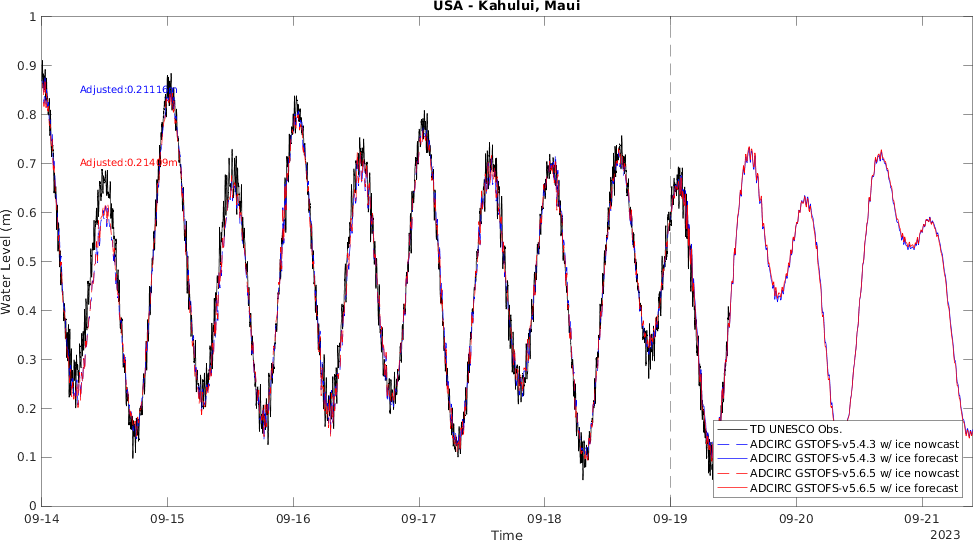 USA - Kahului, Maui
1
0.9
0.8
0.7
0.6
0.5
0.4
0.3
0.2
0.1
0
Water Level (m)
Adjusted:0.21116m
Adjusted:0.21409m
TD UNESCO Obs.
ADCIRC GSTOFS-v5.4.3 w/ ice nowcast
ADCIRC GSTOFS-v5.4.3 w/ ice forecast
ADCIRC GSTOFS-v5.6.5 w/ ice nowcast
ADCIRC GSTOFS-v5.6.5 w/ ice forecast
09-14 09-15 09-16 09-17 09-18 09-19 09-20 09-21
Time
2023